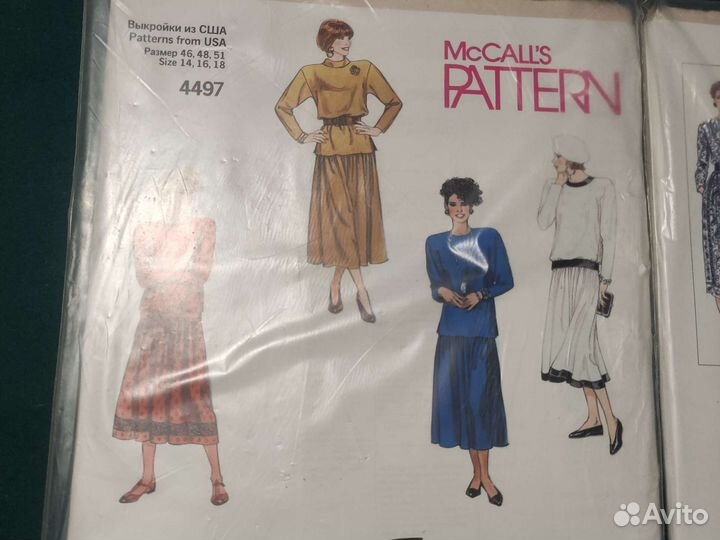 Выкройки из США
Patterns from USA
Размер 46, 48, 51
Size 14, 16, 18
4497
McCALL'S
PATTERN
Avito